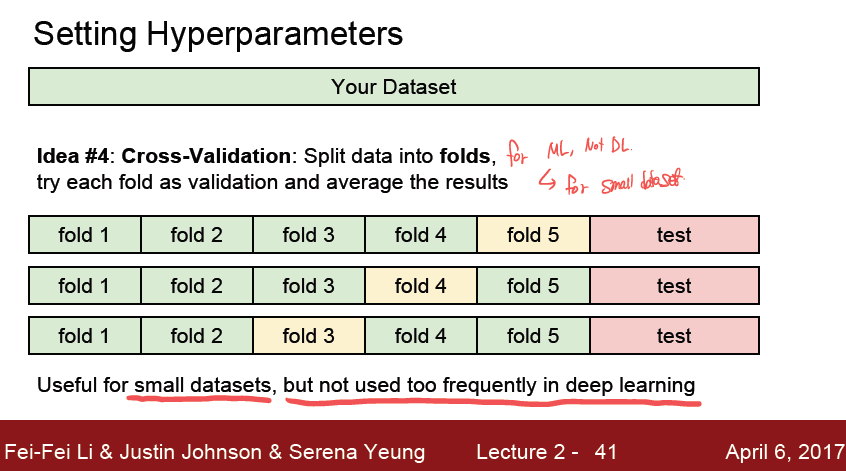 Setting Hyperparameters
Your Dataset
Idea #4: Cross-Validation: Split data into folds, for ML, Not DL.
try each fold as validation and average the results ↳ for small dataset
fold 1 fold 2 fold 3 fold 4 fold 5 test
fold 1 fold 2 fold 3 fold 4 fold 5 test
fold 1 fold 2 fold 3 fold 4 fold 5 test
Useful for small datasets, but not used too frequently in deep learning
Fei-Fei Li & Justin Johnson & Serena Yeung Lecture 2 - 41 April 6, 2017